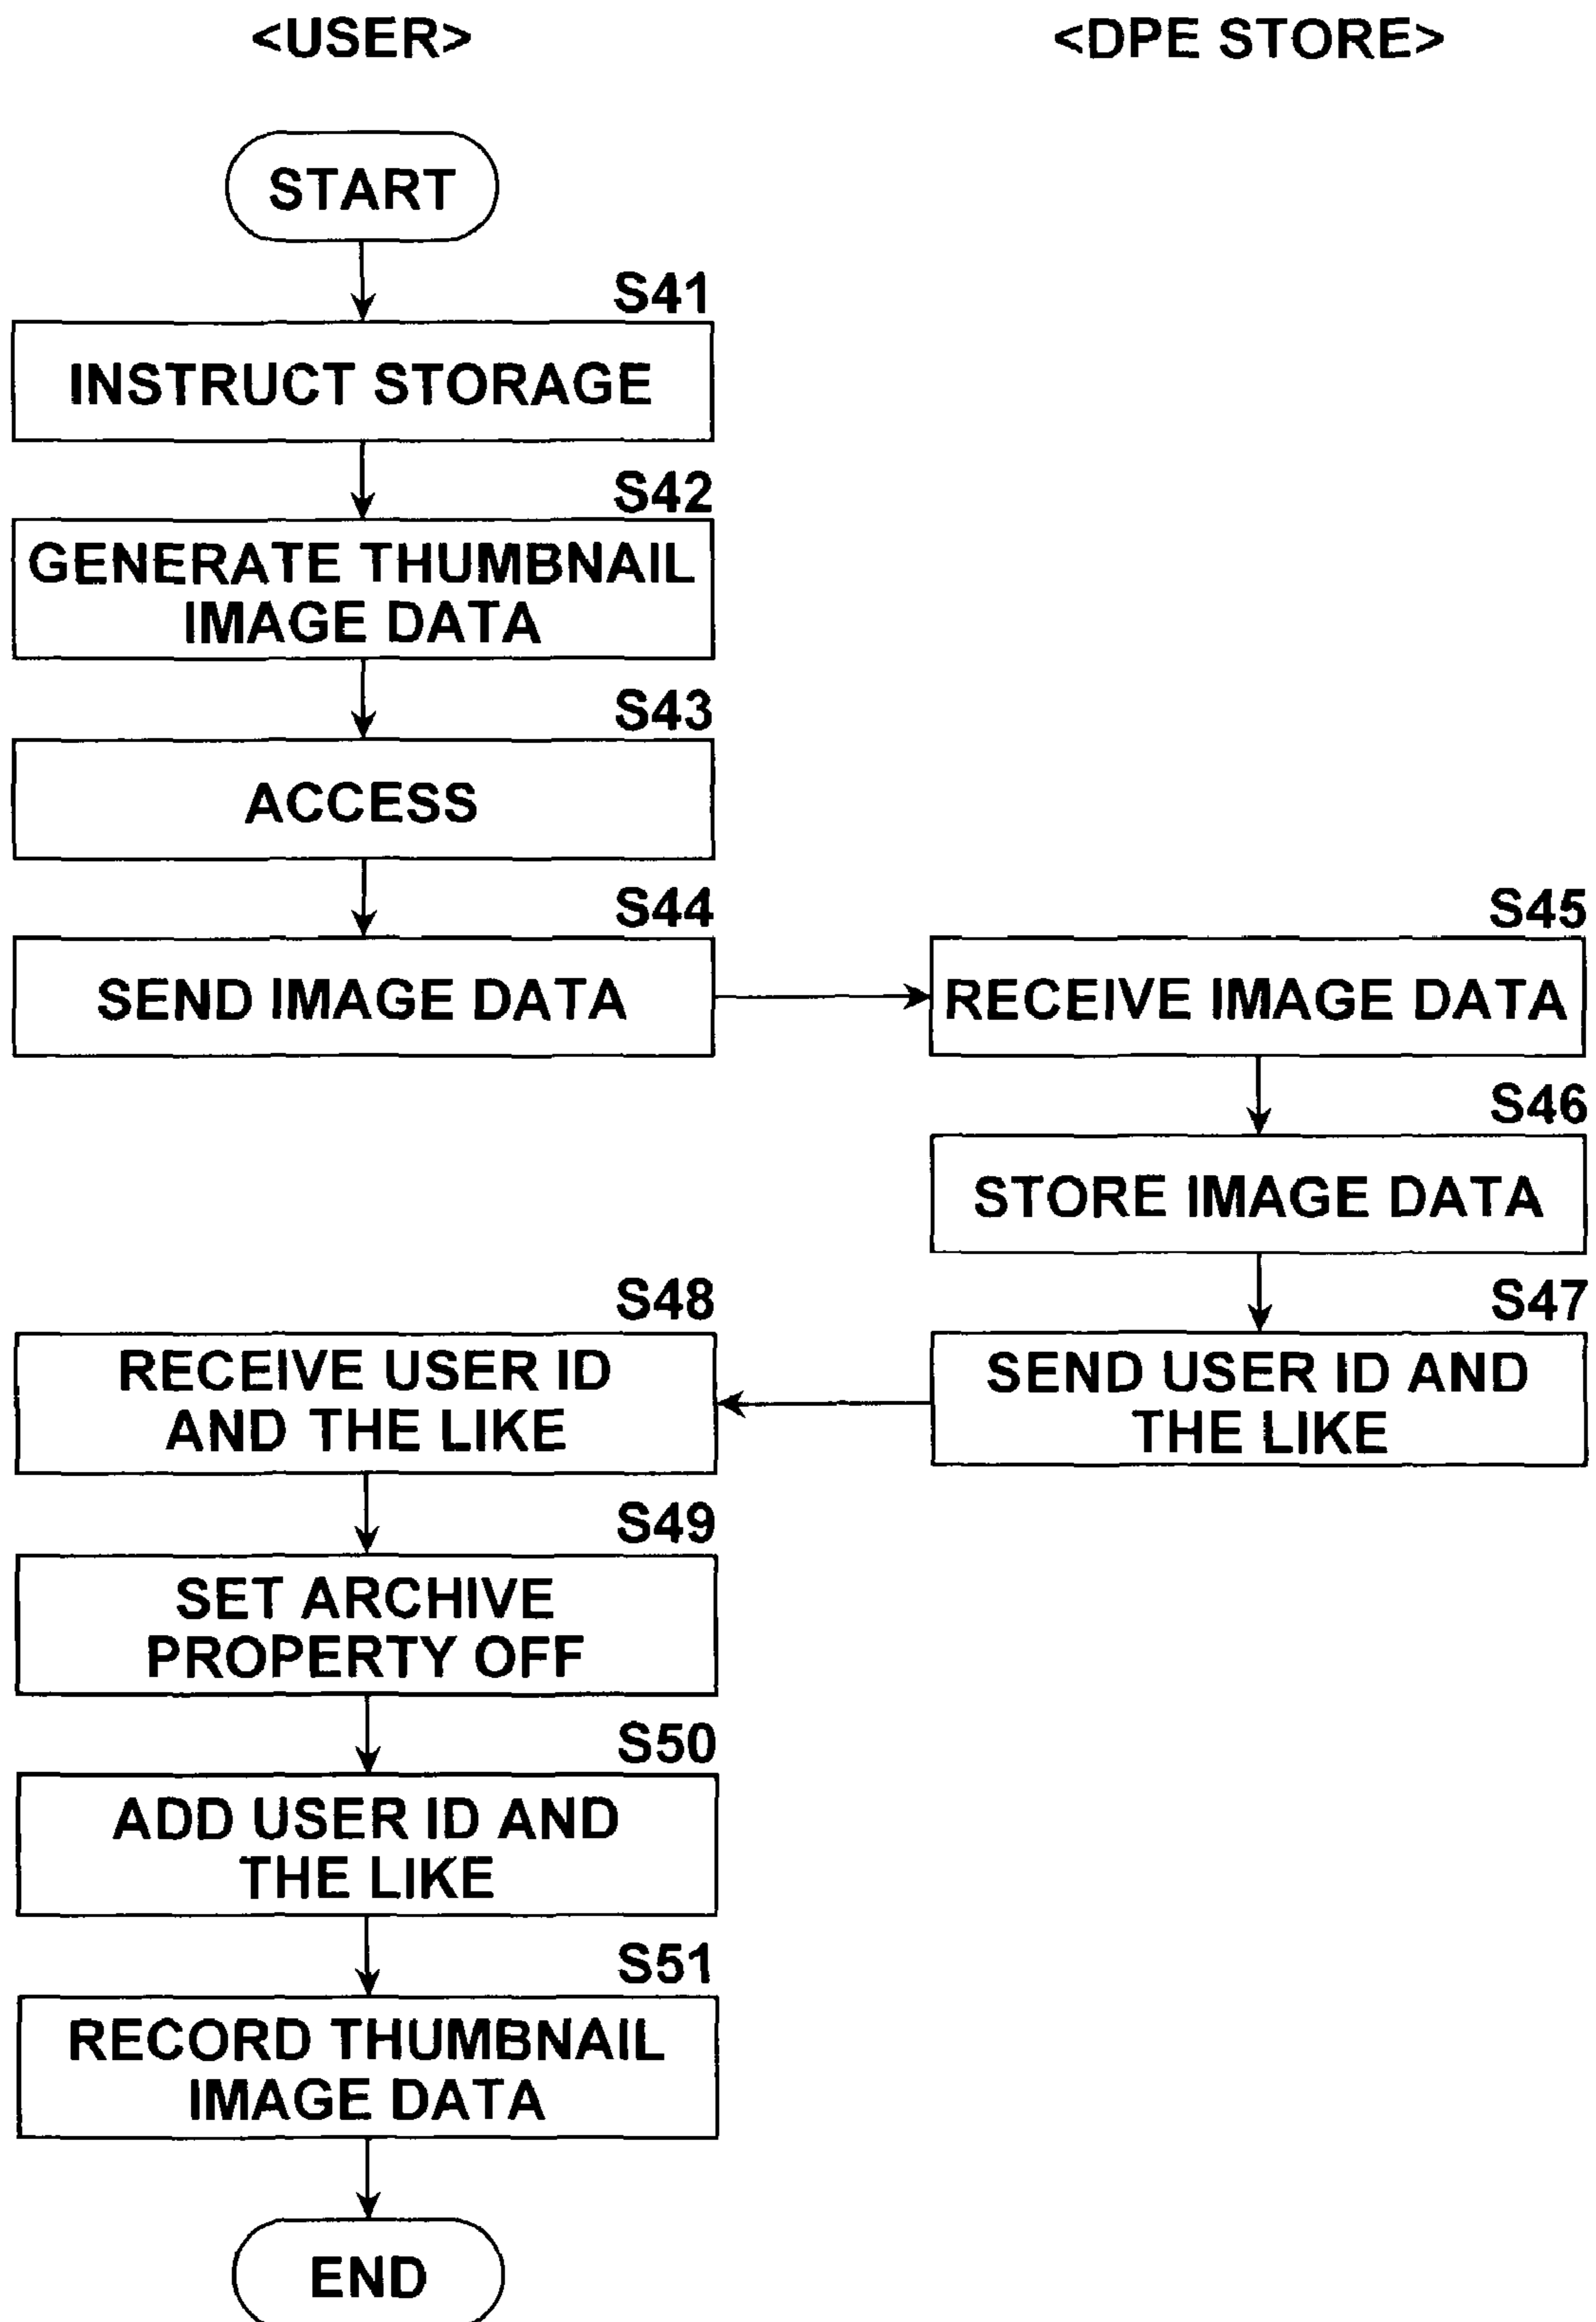 <USER>
<DPE STORE>
START
S41
INSTRUCT STORAGE
S42
GENERATE THUMBNAIL
IMAGE DATA
S43
ACCESS
S44
SEND IMAGE DATA
S45
RECEIVE IMAGE DATA
S46
STORE IMAGE DATA
S47
SEND USER ID AND
THE LIKE
S48
RECEIVE USER ID
AND THE LIKE
S49
SET ARCHIVE
PROPERTY OFF
S50
ADD USER ID AND
THE LIKE
S51
RECORD THUMBNAIL
IMAGE DATA
END